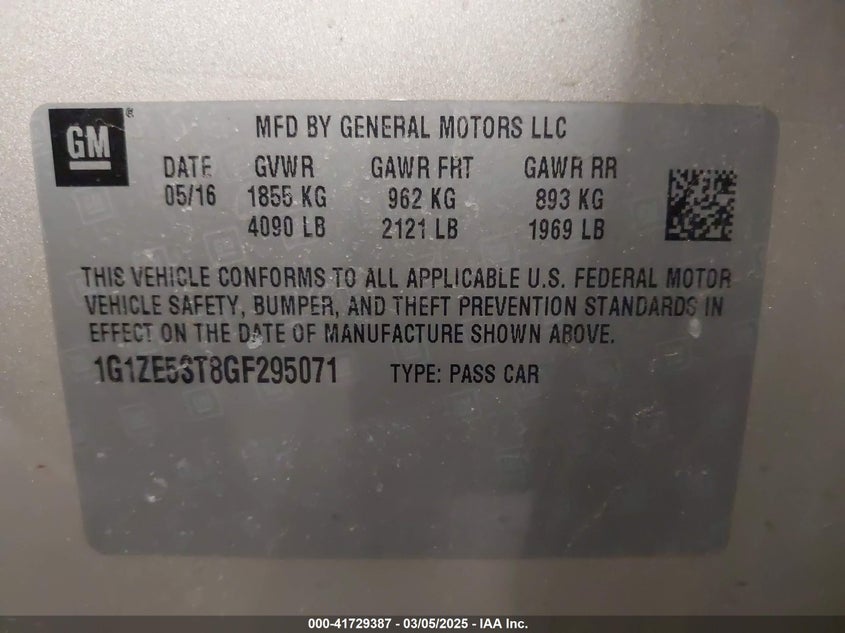 GM®
MFD BY GENERAL MOTORS LLC
DATE GVWR GAWR FRT GAWR RR
05/16 1855 KG 962 KG 893 KG
4090 LB 2121 LB 1969 LB
THIS VEHICLE CONFORMS TO ALL APPLICABLE U.S. FEDERAL MOTOR
VEHICLE SAFETY, BUMPER, AND THEFT PREVENTION STANDARDS IN
EFFECT ON THE DATE OF MANUFACTURE SHOWN ABOVE.
1G1ZE5ST8GF295071 TYPE: PASS CAR
000-41729387 - 03/05/2025 - IAA Inc.